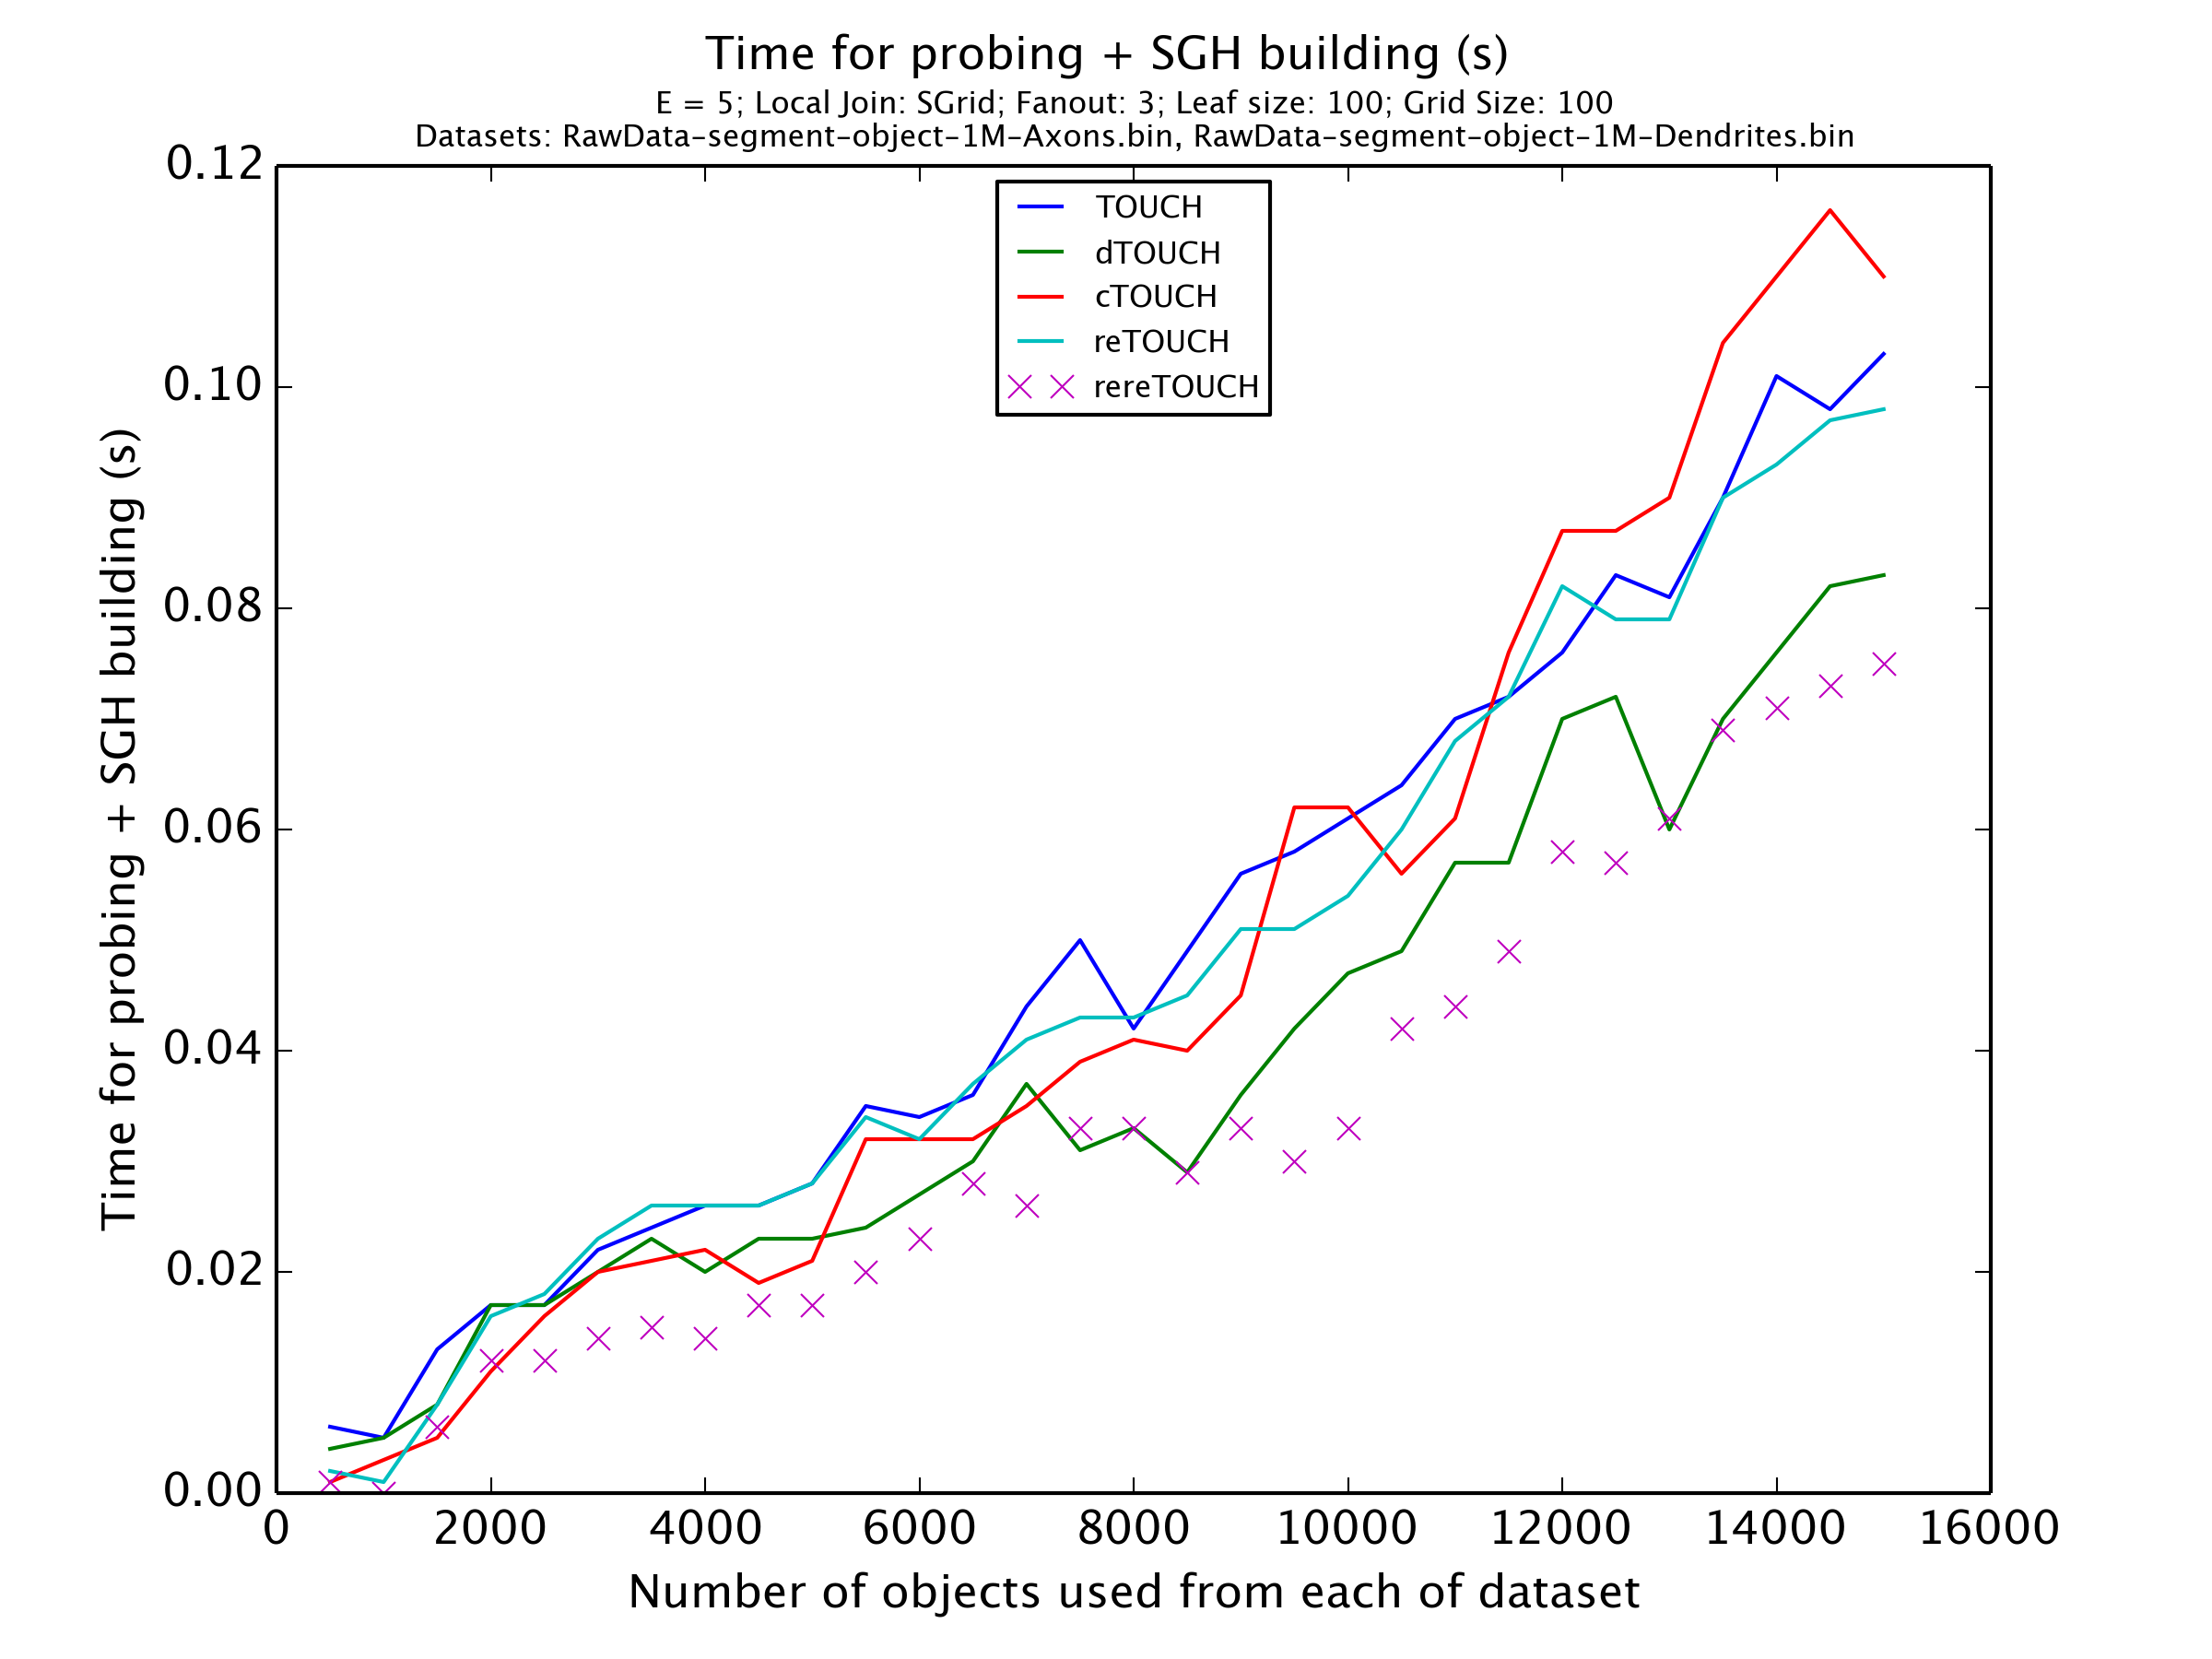 Time for probing + SGH building (s)
E = 5; Local Join: SGrid; Fanout: 3; Leaf size: 100; Grid Size: 100
Datasets: RawData-segment-object-1M-Axons.bin, RawData-segment-object-1M-Dendrites.bin
0.12
0.10
0.08
0.06
0.04
0.02
0.00
Time for probing + SGH building (s)
TOUCH
dTOUCH
cTOUCH
reTOUCH
rereTOUCH
0 2000 4000 6000 8000 10000 12000 14000 16000
Number of objects used from each of dataset